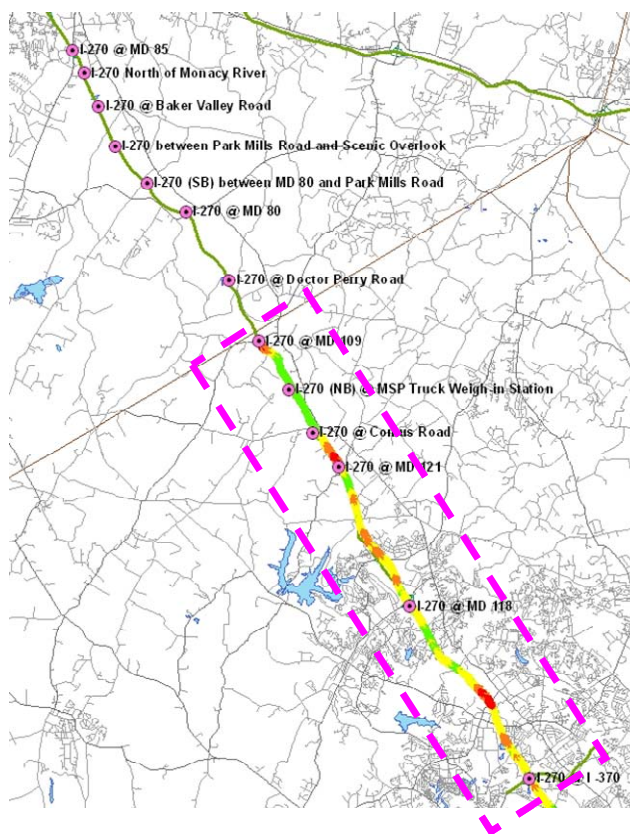 I-270 @ MD 85
I-270 North of Monacy River
I-270 @ Baker Valley Road
I-270 between Park Mills Road and Scenic Overlook
I-270 (SB) between MD 80 and Park Mills Road
I-270 @ MD 80
I-270 @ Doctor Perry Road
I-270 @ MD 109
I-270 (NB) @ MSP Truck Weigh-in Station
I-270 @ Comus Road
I-270 @ MD 121
I-270 @ MD 118
I-270 @ I -370